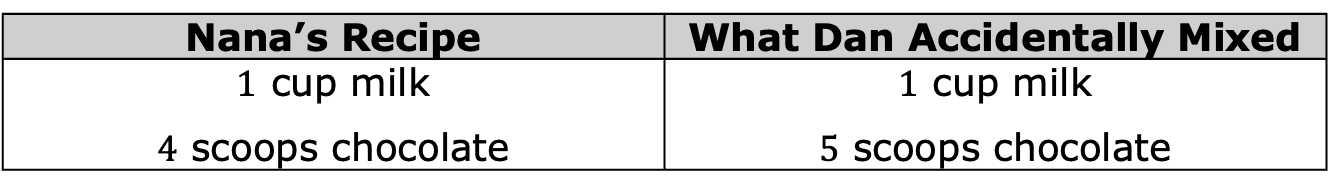 Nana’s Recipe
What Dan Accidentally Mixed
1 cup milk
4 scoops chocolate
1 cup milk
5 scoops chocolate